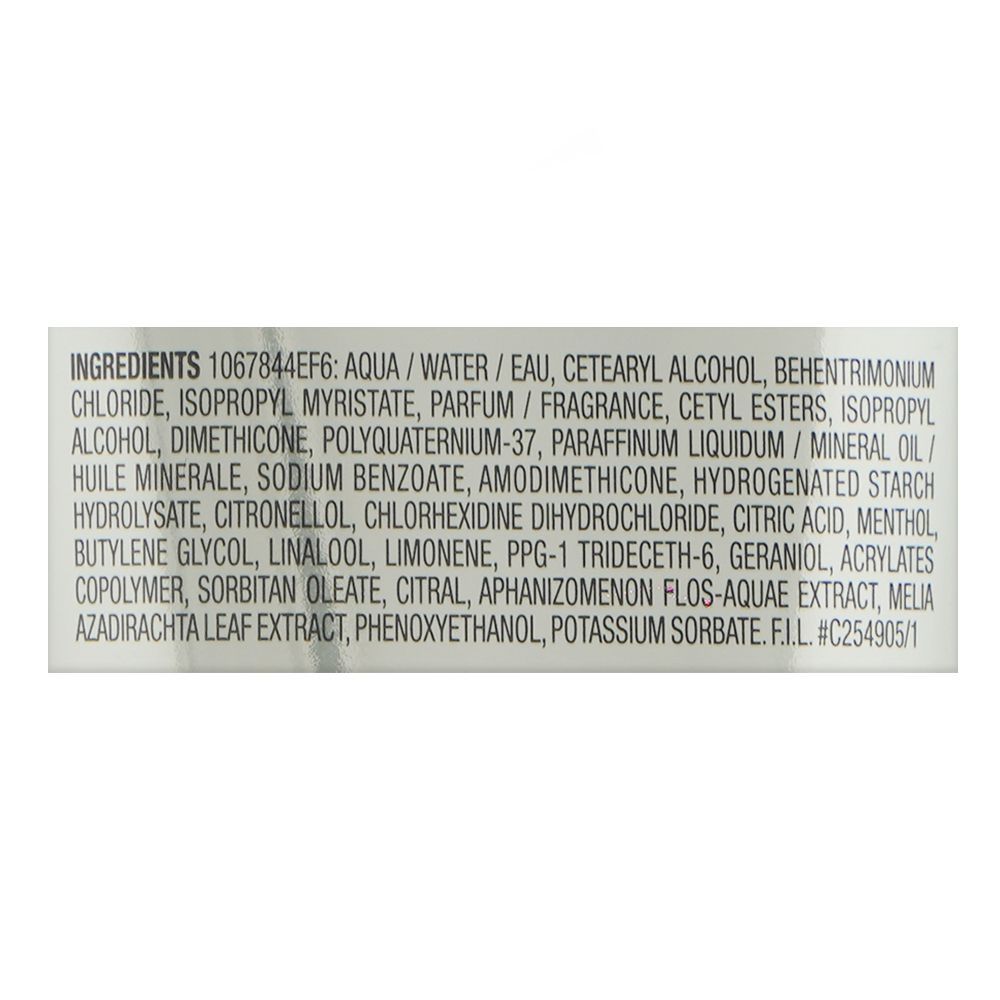 INGREDIENTS 1067844EF6: AQUA / WATER / EAU, CETEARYL ALCOHOL, BEHENTRIMONIUM
CHLORIDE, ISOPROPYL MYRISTATE, PARFUM / FRAGRANCE, CETYL ESTERS, ISOPROPYL
ALCOHOL, DIMETHICONE, POLYQUATERNIUM-37, PARAFFINUM LIQUIDUM / MINERAL OIL /
HUILE MINERALE, SODIUM BENZOATE, AMODIMETHICONE, HYDROGENATED STARCH
HYDROLYSATE, CITRONELLOL, CHLORHEXIDINE DIHYDROCHLORIDE, CITRIC ACID, MENTHOL,
BUTYLENE GLYCOL, LINALOOL, LIMONENE, PPG-1 TRIDECETH-6, GERANIOL, ACRYLATES
COPOLYMER, SORBITAN OLEATE, CITRAL, APHANIZOMENON FLOS-AQUAE EXTRACT, MELIA
AZADIRACHTA LEAF EXTRACT, PHENOXYETHANOL, POTASSIUM SORBATE. F.I.L. #C254905/1